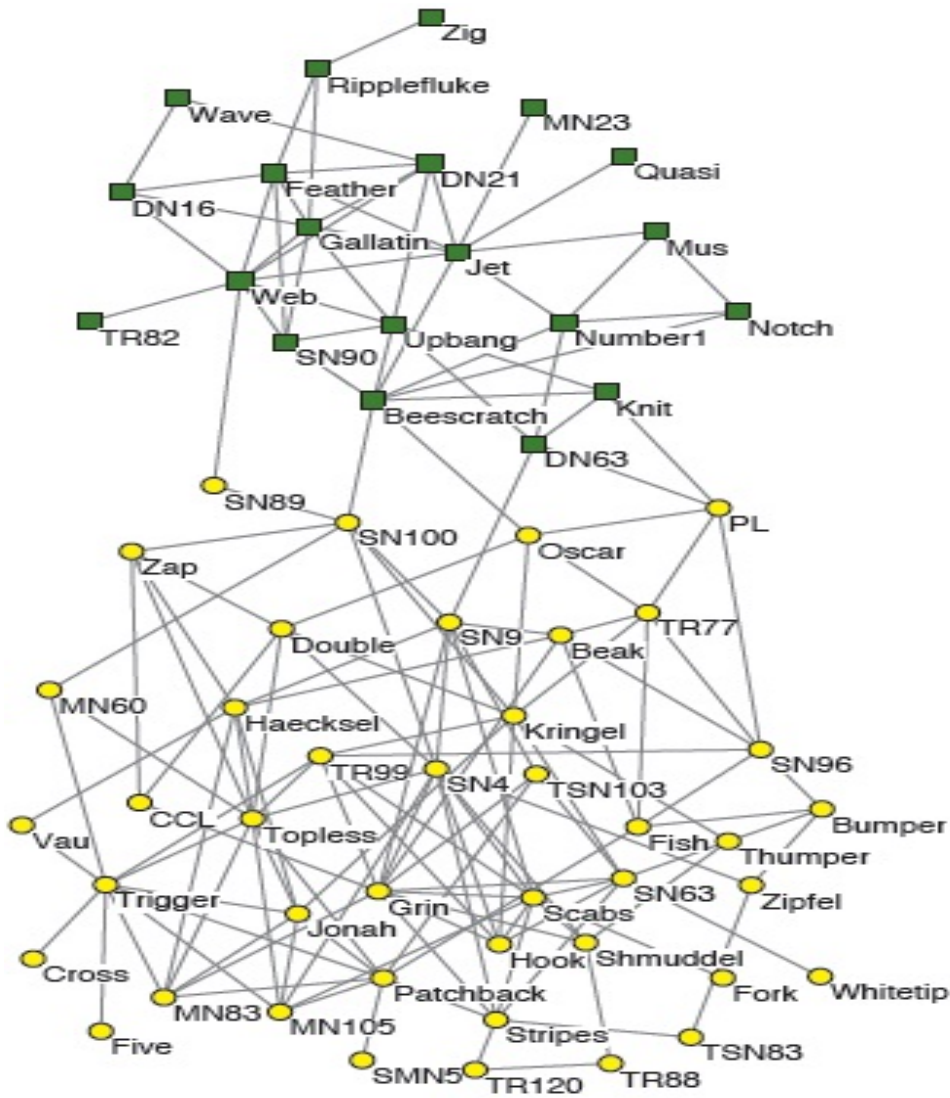 Zig
Ripplefluke
Wave
MN23
Quasi
Feather
DN21
DN16
Gallatin
Mus
Jet
Web
TR82
Upbang
Number1
Notch
SN90
Beescratch
Knit
DN63
SN89
SN100
PL
Oscar
Zap
Double
SN9
TR77
Beak
MN60
Haecksel
Kringel
TR99
SN4
SN96
TSN103
CCL
Vau
Topless
Fish
Bumper
Thumper
Trigger
Grin
SN63
Scabs
Zipfel
Jonah
Hook
Shmuddel
Cross
Patchback
Fork
Whitetip
MN83
MN105
Stripes
Five
TSN83
SMN5
TR120
TR88